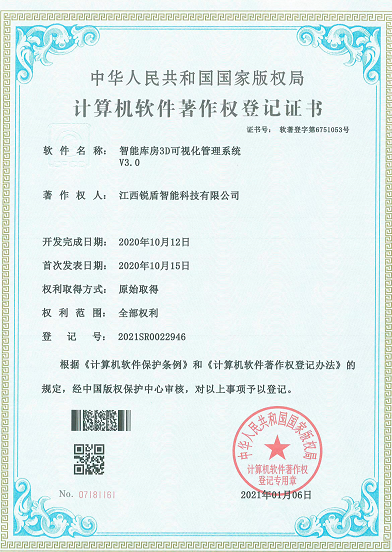 中华人民共和国国家版权局
计算机软件著作权登记证书
证书号: 软著登字第6751053号
软件名称: 智能库房3D可视化管理系统
V3.0
著作权人: 江西锐盾智能科技有限公司
开发完成日期: 2020年10月12日
首次发表日期: 2020年10月15日
权利取得方式: 原始取得
权利范围: 全部权利
登记号: 2021SR0022946
根据《计算机软件保护条例》和《计算机软件著作权登记办法》的
规定，经中国版权保护中心审核，对以上事项予以登记。
中华人民共和国国家版权局
计算机软件著作权
登记专用章
No. 07181181
2021年01月06日